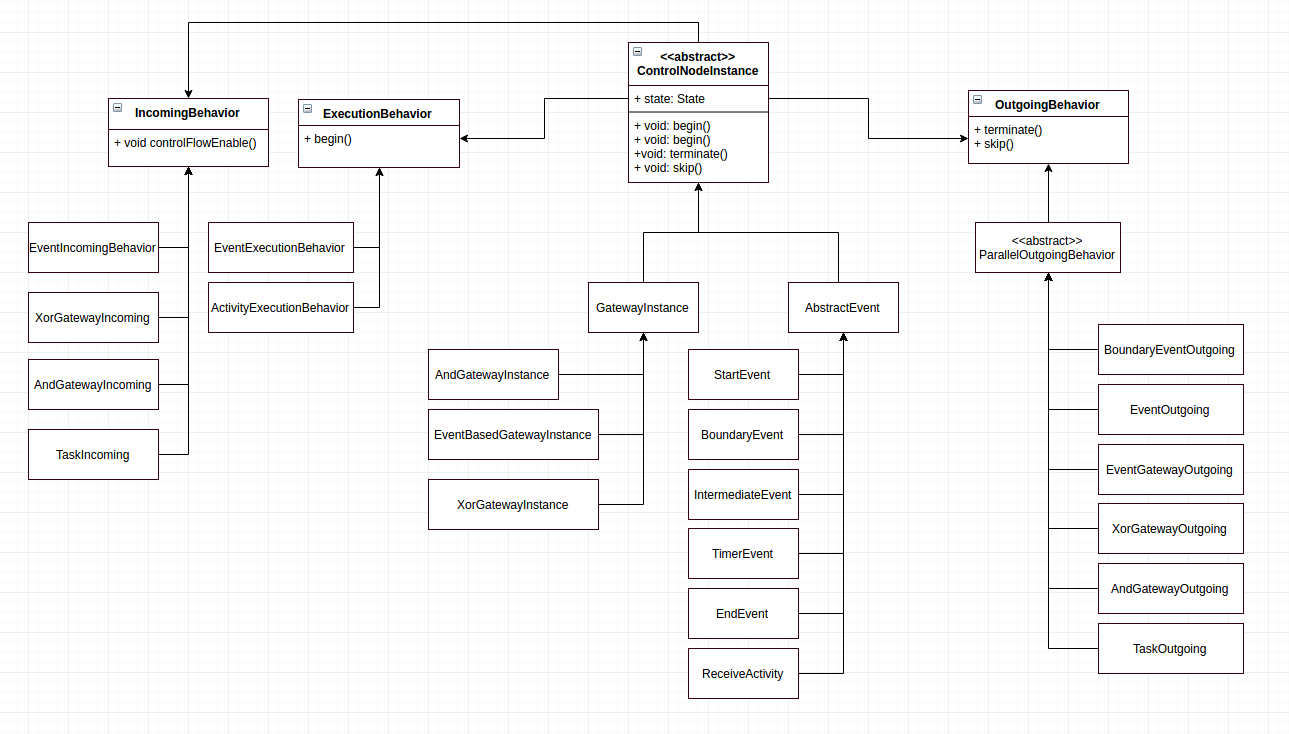 <<abstract>>
ControlNodeInstance
+ state: State
+ void: begin()
+ void: begin()
+void: terminate()
+ void: skip()
IncomingBehavior
+ void controlFlowEnable()
ExecutionBehavior
+ begin()
OutgoingBehavior
+ terminate()
+ skip()
EventIncomingBehavior
XorGatewayIncoming
AndGatewayIncoming
TaskIncoming
EventExecutionBehavior
ActivityExecutionBehavior
GatewayInstance
AndGatewayInstance
EventBasedGatewayInstance
XorGatewayInstance
AbstractEvent
StartEvent
BoundaryEvent
IntermediateEvent
TimerEvent
EndEvent
ReceiveActivity
<<abstract>>
ParallelOutgoingBehavior
BoundaryEventOutgoing
EventOutgoing
EventGatewayOutgoing
XorGatewayOutgoing
AndGatewayOutgoing
TaskOutgoing